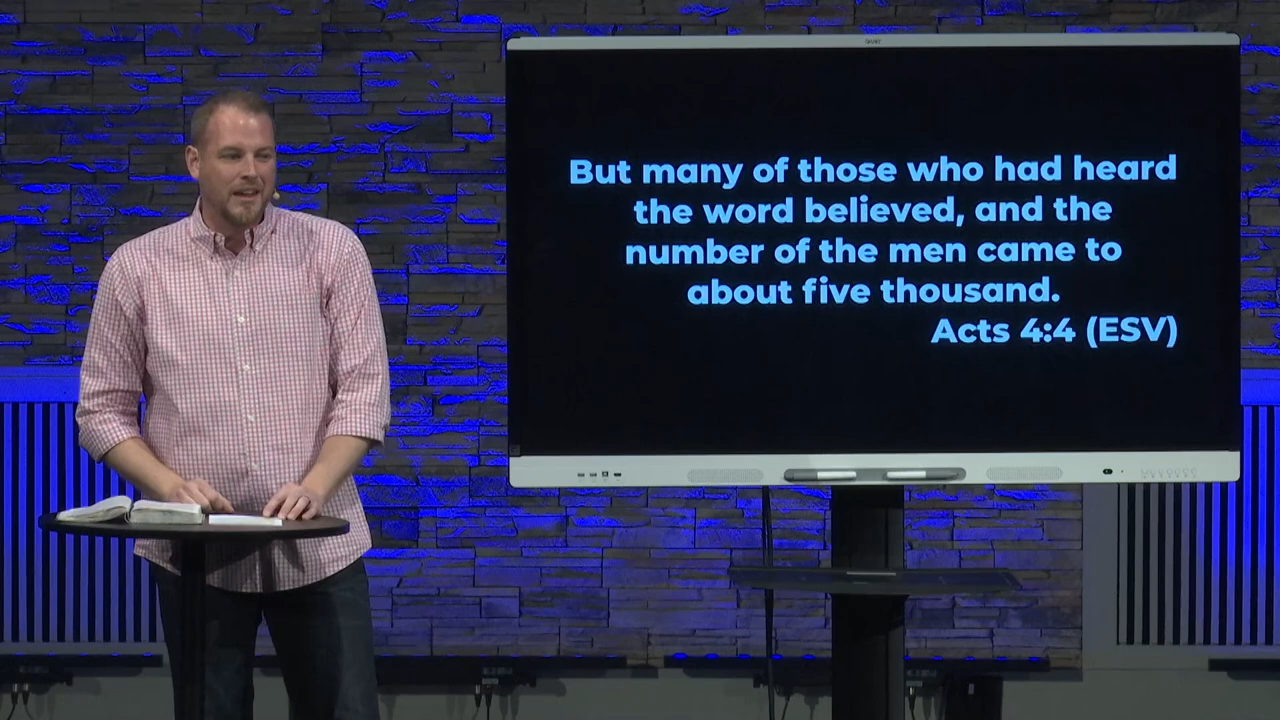 But many of those who had heard
the word believed, and the
number of the men came to
about five thousand.
Acts 4:4 (ESV)